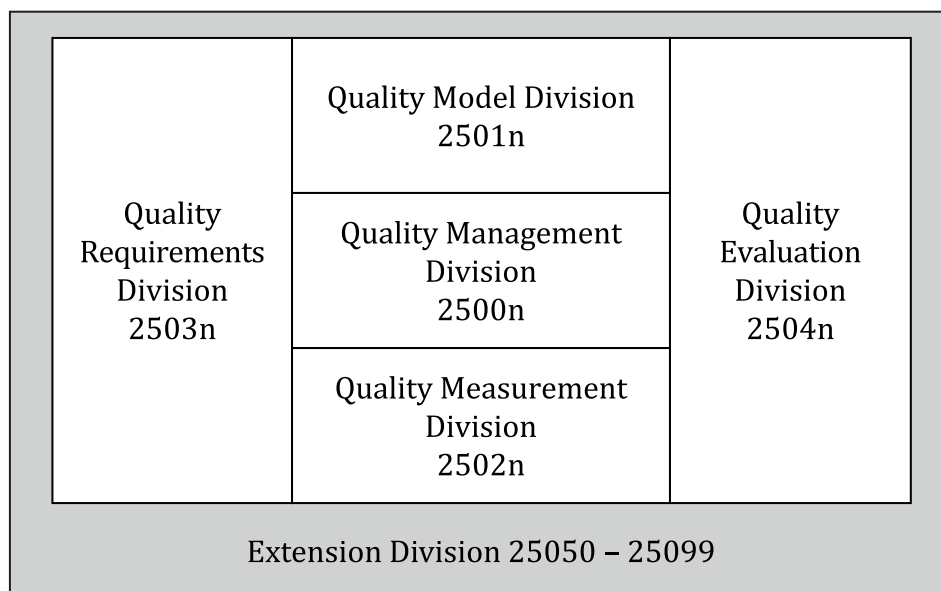 Quality
Requirements
Division
2503n
Quality Model Division
2501n
Quality Management
Division
2500n
Quality Measurement
Division
2502n
Quality
Evaluation
Division
2504n
Extension Division 25050 – 25099